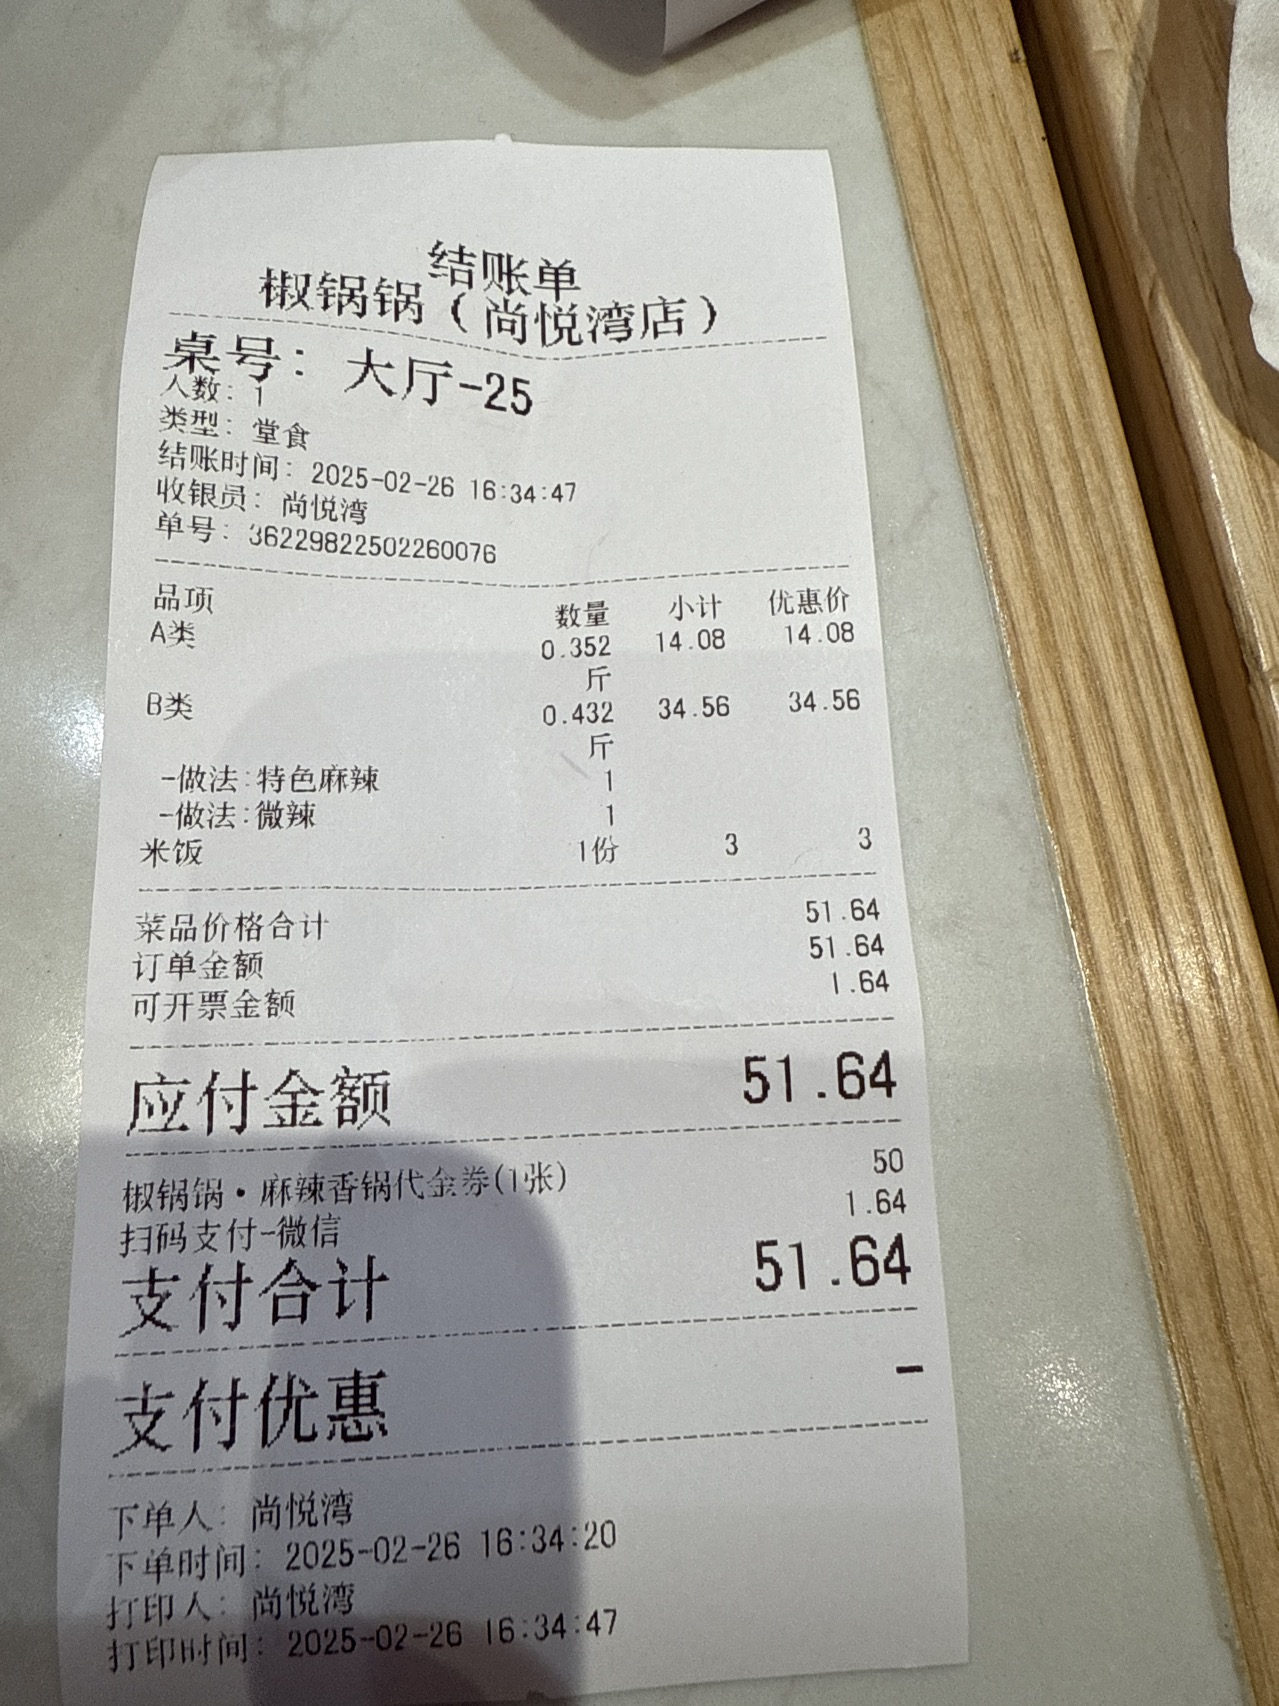 结账单
椒锅锅（尚悦湾店）
桌号：大厅-25
人数：1
类型：堂食
结账时间：2025-02-26 16:34:47
收银员：尚悦湾
单号：36229822502260076
品项 数量 小计 优惠价
A类 0.352 14.08 14.08
斤
B类 0.432 34.56 34.56
斤
-做法:特色麻辣 1
-做法:微辣 1
米饭 1份 3 3
菜品价格合计 51.64
订单金额 51.64
可开票金额 1.64
应付金额 51.64
椒锅锅•麻辣香锅代金券(1张) 50
扫码支付-微信 1.64
支付合计 51.64
支付优惠 -
下单人：尚悦湾
下单时间：2025-02-26 16:34:20
打印人：尚悦湾
打印时间：2025-02-26 16:34:47